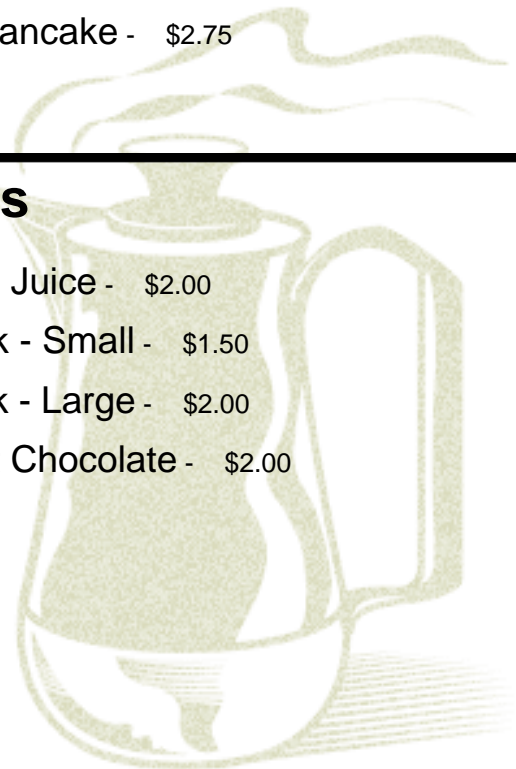 ancake - $2.75
s
Juice - $2.00
k - Small - $1.50
k - Large - $2.00
Chocolate - $2.00